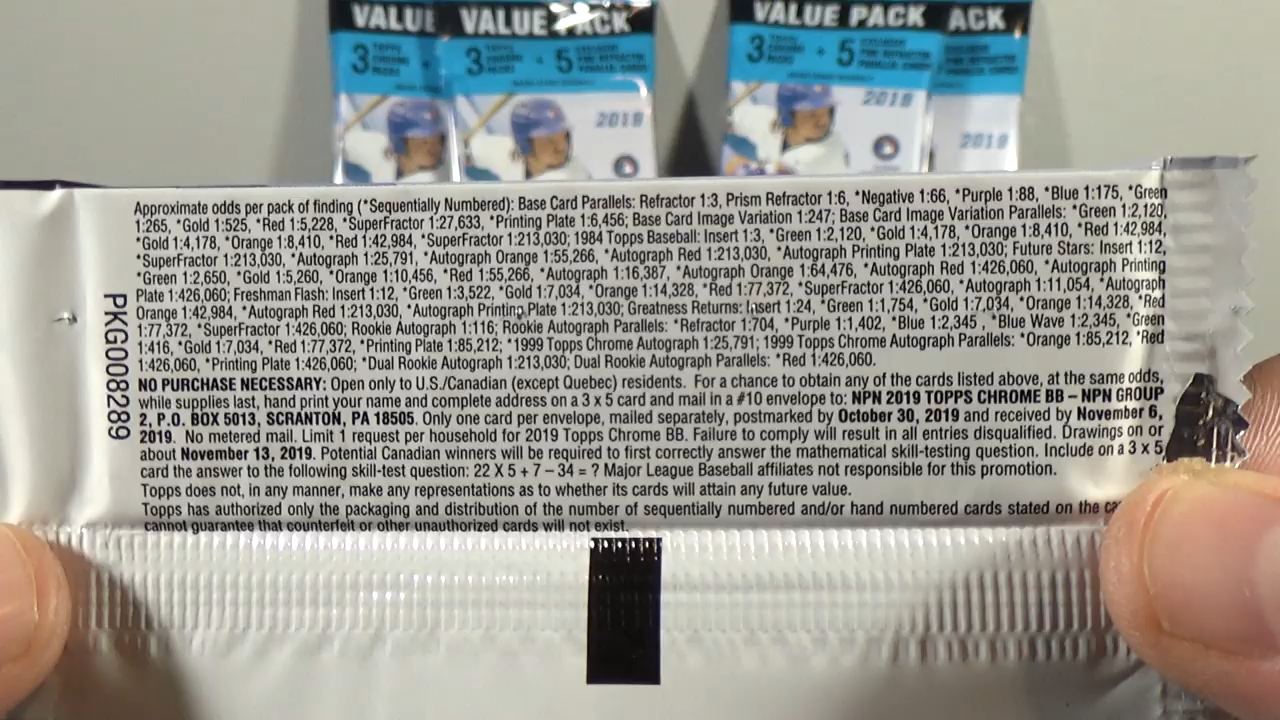 VALUE
VALUE PACK
VALUE PACK
ACK
3 TOPPS CHROME PACKS +
3 TOPPS CHROME PACKS + 5
3 TOPPS CHROME PACKS + 5
2019
2019
2019
Approximate odds per pack of finding (*Sequentially Numbered): Base Card Parallels: Refractor 1:3, Prism Refractor 1:6, *Negative 1:66, *Purple 1:88, *Blue 1:175, *Green
1:265, *Gold 1:525, *Red 1:5,228, *SuperFractor 1:27,633, *Printing Plate 1:6,456; Base Card Image Variation 1:247; Base Card Image Variation Parallels: *Green 1:2,120,
*Gold 1:4,178, *Orange 1:8,410, *Red 1:42,984, *SuperFractor 1:213,030; 1984 Topps Baseball: Insert 1:3, *Green 1:2,120, *Gold 1:4,178, *Orange 1:8,410, *Red 1:42,984,
*SuperFractor 1:213,030, *Autograph 1:25,791, *Autograph Orange 1:55,266, *Autograph Red 1:213,030, *Autograph Printing Plate 1:213,030; Future Stars: Insert 1:12,
*Green 1:2,650, *Gold 1:5,260, *Orange 1:10,456, *Red 1:55,266, *Autograph 1:16,387, *Autograph Orange 1:64,476, *Autograph Red 1:426,060, *Autograph Printing
Plate 1:426,060; Freshman Flash: Insert 1:12, *Green 1:3,522, *Gold 1:7,034, *Orange 1:14,328, *Red 1:77,372, *SuperFractor 1:426,060, *Autograph 1:11,054, *Autograph
Orange 1:42,984, *Autograph Red 1:213,030, *Autograph Printing Plate 1:213,030; Greatness Returns: Insert 1:24, *Green 1:1,754, *Gold 1:7,034, *Orange 1:14,328, *Red
1:77,372, *SuperFractor 1:426,060; Rookie Autograph 1:116; Rookie Autograph Parallels: *Refractor 1:704, *Purple 1:1,402, *Blue 1:2,345 , *Blue Wave 1:2,345, *Green
1:416, *Gold 1:7,034, *Red 1:77,372, *Printing Plate 1:85,212; *1999 Topps Chrome Autograph 1:25,791; 1999 Topps Chrome Autograph Parallels: *Orange 1:85,212, *Red
1:426,060, *Printing Plate 1:426,060; *Dual Rookie Autograph 1:213,030; Dual Rookie Autograph Parallels: *Red 1:426,060.
NO PURCHASE NECESSARY: Open only to U.S./Canadian (except Quebec) residents. For a chance to obtain any of the cards listed above, at the same odds,
while supplies last, hand print your name and complete address on a 3 x 5 card and mail in a #10 envelope to: NPN 2019 TOPPS CHROME BB – NPN GROUP
2, P.O. BOX 5013, SCRANTON, PA 18505. Only one card per envelope, mailed separately, postmarked by October 30, 2019 and received by November 6,
2019. No metered mail. Limit 1 request per household for 2019 Topps Chrome BB. Failure to comply will result in all entries disqualified. Drawings on or
about November 13, 2019. Potential Canadian winners will be required to first correctly answer the mathematical skill-testing question. Include on a 3 x 5
card the answer to the following skill-test question: 22 X 5 + 7 – 34 = ? Major League Baseball affiliates not responsible for this promotion.
Topps does not, in any manner, make any representations as to whether its cards will attain any future value.
Topps has authorized only the packaging and distribution of the number of sequentially numbered and/or hand numbered cards stated on the ca
cannot guarantee that counterfeit or other unauthorized cards will not exist.
PKG008289